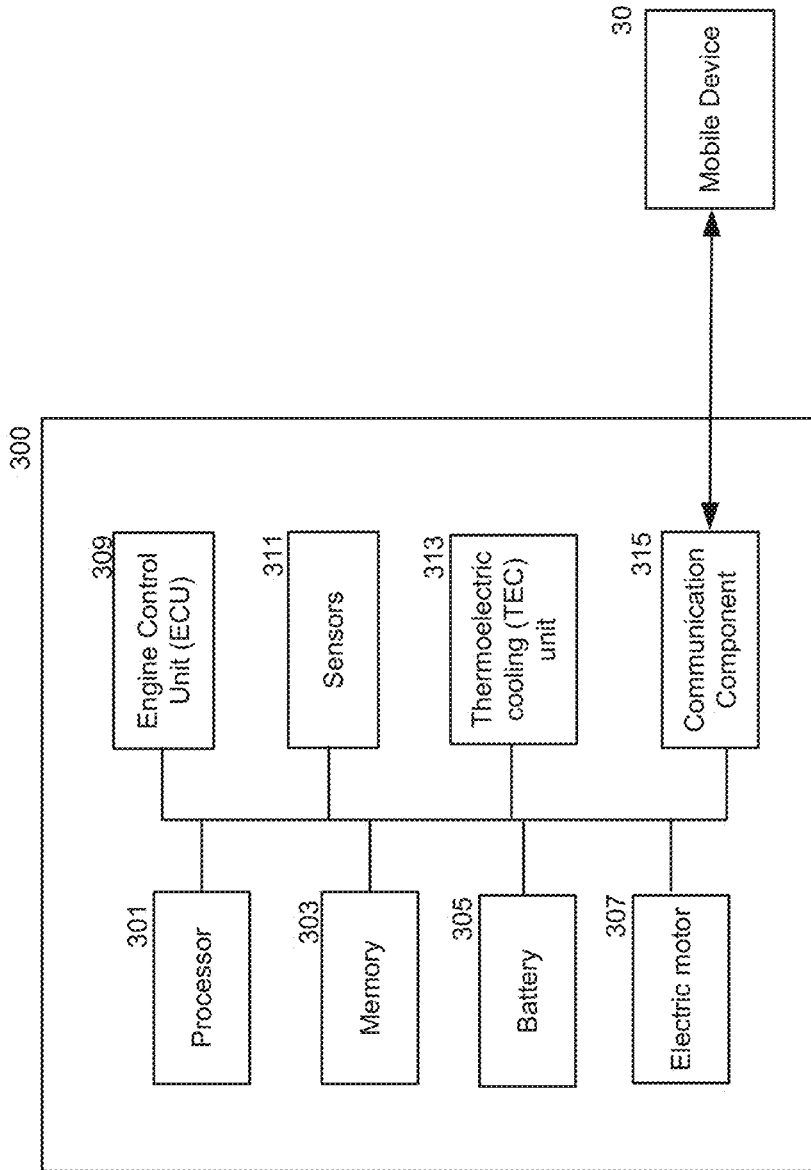 300
301
Processor
303
Memory
305
Battery
307
Electric motor
309
Engine Control
Unit (ECU)
311
Sensors
313
Thermoelectric
cooling (TEC)
unit
315
Communication
Component
30
Mobile Device